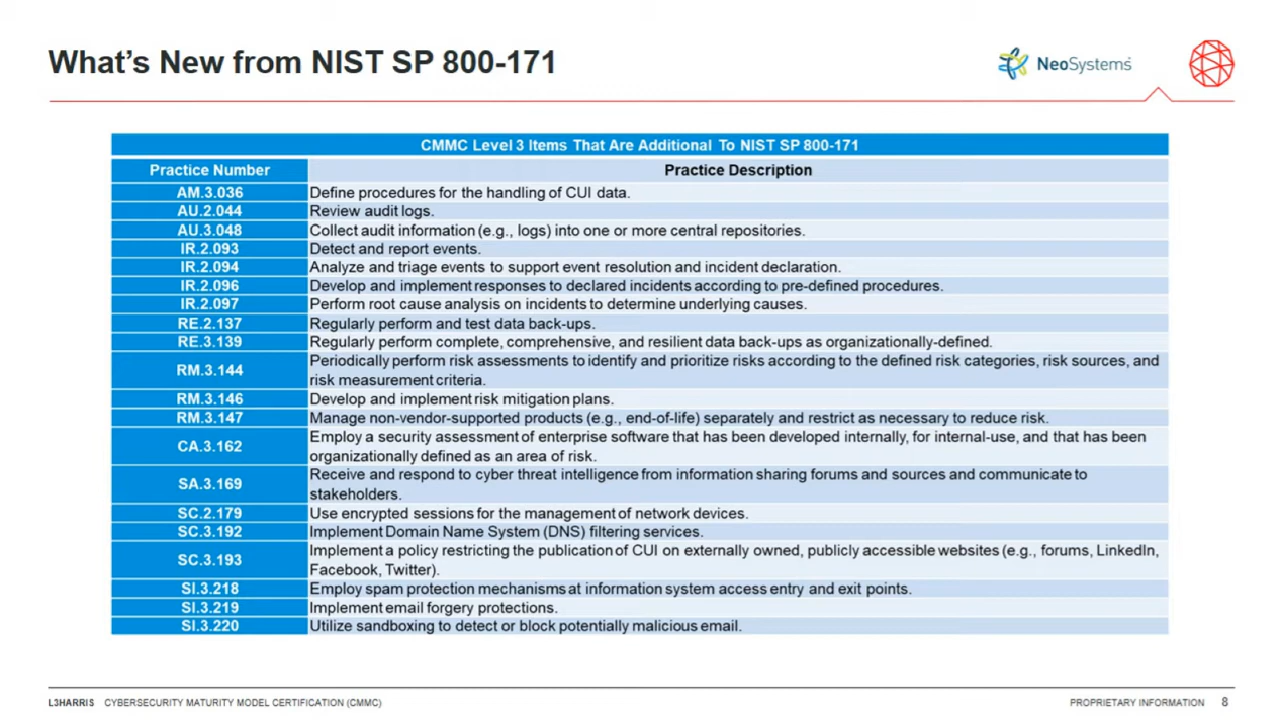 What's New from NIST SP 800-171
NeoSystems
CMMC Level 3 Items That Are Additional To NIST SP 800-171
Practice Number Practice Description
AM.3.036 Define procedures for the handling of CUI data.
AU.2.044 Review audit logs.
AU.3.048 Collect audit information (e.g., logs) into one or more central repositories.
IR.2.093 Detect and report events.
IR.2.094 Analyze and triage events to support event resolution and incident declaration.
IR.2.096 Develop and implement responses to declared incidents according to pre-defined procedures.
IR.2.097 Perform root cause analysis on incidents to determine underlying causes.
RE.2.137 Regularly perform and test data back-ups.
RE.3.139 Regularly perform complete, comprehensive, and resilient data back-ups as organizationally-defined.
RM.3.144 Periodically perform risk assessments to identify and prioritize risks according to the defined risk categories, risk sources, and
risk measurement criteria.
RM.3.146 Develop and implement risk mitigation plans.
RM.3.147 Manage non-vendor-supported products (e.g., end-of-life) separately and restrict as necessary to reduce risk.
CA.3.162 Employ a security assessment of enterprise software that has been developed internally, for internal-use, and that has been
organizationally defined as an area of risk.
SA.3.169 Receive and respond to cyber threat intelligence from information sharing forums and sources and communicate to
stakeholders.
SC.2.179 Use encrypted sessions for the management of network devices.
SC.3.192 Implement Domain Name System (DNS) filtering services.
SC.3.193 Implement a policy restricting the publication of CUI on externally owned, publicly accessible websites (e.g., forums, LinkedIn,
Facebook, Twitter).
SI.3.218 Employ spam protection mechanisms at information system access entry and exit points.
SI.3.219 Implement email forgery protections.
SI.3.220 Utilize sandboxing to detect or block potentially malicious email.
L3HARRIS CYBERSECURITY MATURITY MODEL CERTIFICATION (CMMC) PROPRIETARY INFORMATION 8